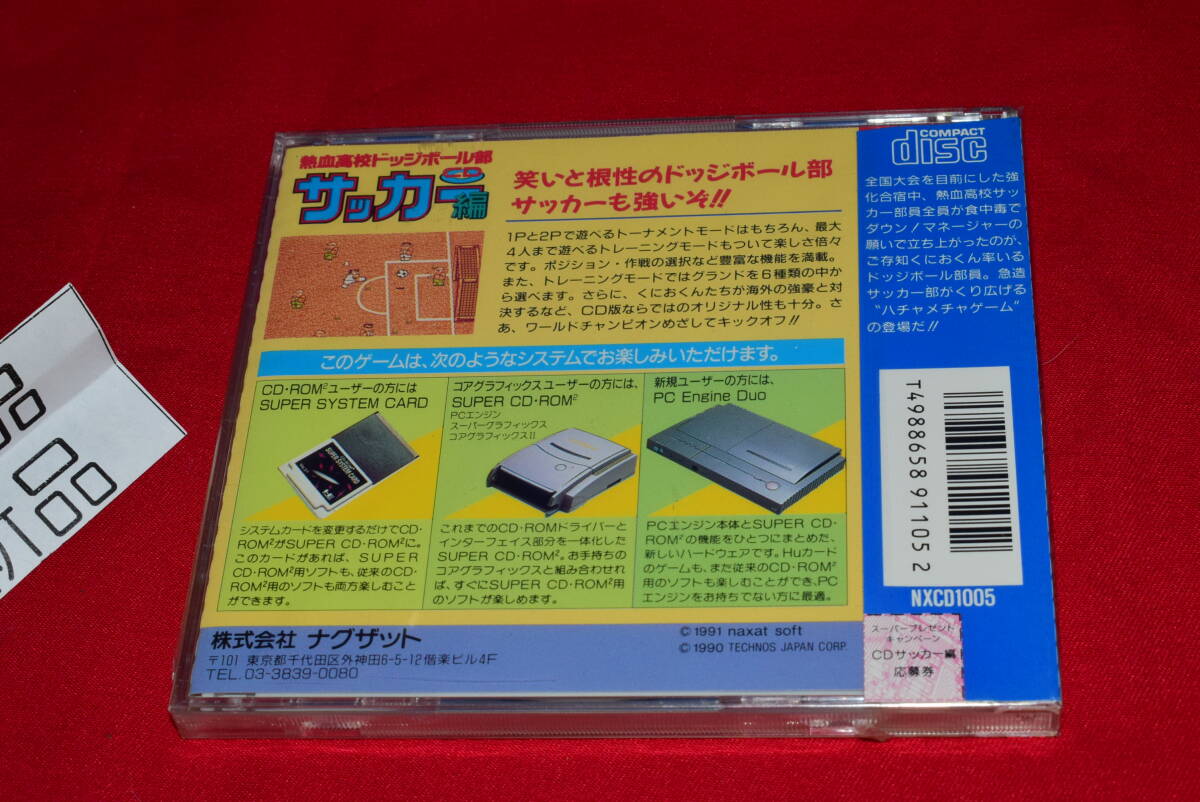 熱血高校ドッジボール部
CD
サッカー編
笑いと根性のドッジボール部
サッカーも強いぞ!!
1Pと2Pで遊べるトーナメントモードはもちろん、最大
4人まで遊べるトレーニングモードもついて楽しさ倍々
です。ポジション・作戦の選択など豊富な機能を満載。
また、トレーニングモードではグランドを6種類の中か
ら選べます。さらに、くにおくんたちが海外の強豪と対
決するなど、CD版ならではのオリジナル性も十分。さ
あ、ワールドチャンピオンめざしてキックオフ!!
このゲームは、次のようなシステムでお楽しみいただけます。
CD・ROM²ユーザーの方には
SUPER SYSTEM CARD
SUPER SYSTEM CARD
システムカードを変更するだけでCD・
ROM²がSUPER CD・ROM²に。
このカードがあれば、SUPER
CD・ROM²用ソフトも、従来のCD・
ROM²用のソフトも両方楽しむこと
ができます。
コアグラフィックスユーザーの方には、
SUPER CD・ROM²
PCエンジン
スーパーグラフィックス
コアグラフィックスII
これまでのCD・ROMドライバーと
インターフェイス部分を一体化した
SUPER CD・ROM²。お手持ちの
コアグラフィックスと組み合わせれ
ば、すぐにSUPER CD・ROM²用
のソフトが楽しめます。
新規ユーザーの方には、
PC Engine Duo
PCエンジン本体とSUPER CD・
ROM²の機能をひとつにまとめた、
新しいハードウェアです。Huカード
のゲームも、また従来のCD・ROM²
用のソフトも楽しむことができ、PC
エンジンをお持ちでない方に最適。
株式会社 ナグザット
〒101 東京都千代田区外神田6-5-12偕楽ビル4F
TEL. 03-3839-0080
© 1991 naxat soft
© 1990 TECHNOS JAPAN CORP.
COMPACT
disc
全国大会を目前にした強
化合宿中、熱血高校サッ
カー部員全員が食中毒で
ダウン!マネージャーの
願いで立ち上がったのが、
ご存知くにおくん率いる
ドッジボール部員。急造
サッカー部がくり広げる
"ハチャメチャゲーム"
の登場だ!!
T4988658 91105 2
NXCD1005
スーパープレゼント
キャンペーン
CDサッカー編
応募券
品
品